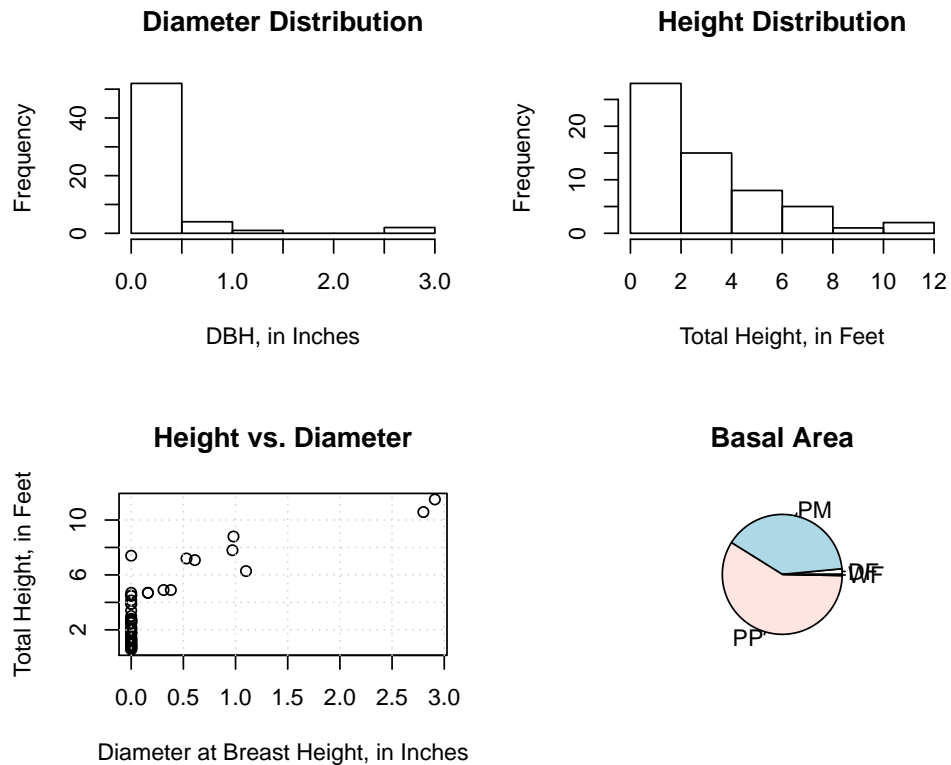 Diameter Distribution
Frequency
0 20 40
0.0 1.0 2.0 3.0
DBH, in Inches
Height Distribution
Frequency
0 10 20
0 2 4 6 8 10 12
Total Height, in Feet
Height vs. Diameter
Total Height, in Feet
2 6 10
0.0 0.5 1.0 1.5 2.0 2.5 3.0
Diameter at Breast Height, in Inches
Basal Area
PM
DF
WF
PP